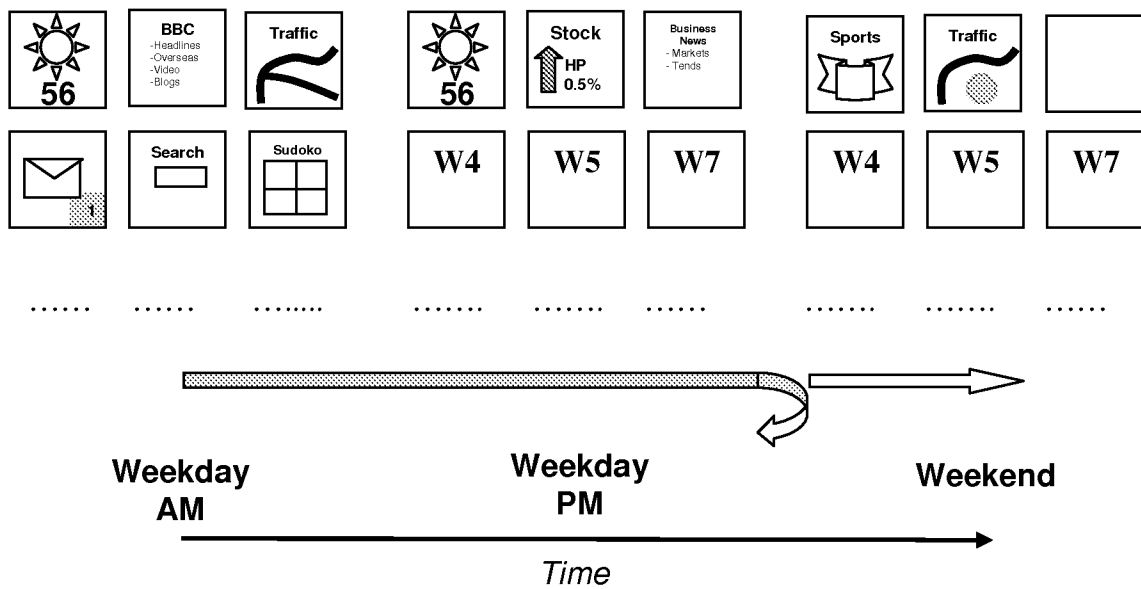 56
BBC
-Headlines
-Overseas
-Video
-Blogs
Traffic
56
Stock
HP
0.5%
Business
News
- Markets
- Tends
Sports
Traffic
1
Search
Sudoko
W4
W5
W7
W4
W5
W7
Weekday
AM
Weekday
PM
Weekend
Time